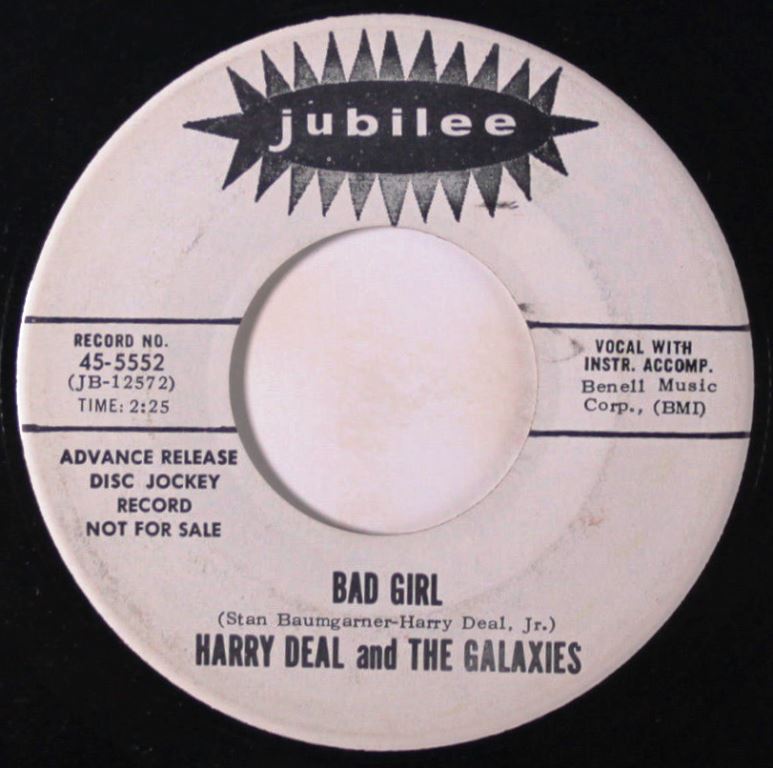 jubilee
RECORD NO.
45-5552
(JB-12572)
TIME: 2:25
VOCAL WITH
INSTR. ACCOMP.
Benell Music
Corp., (BMI)
ADVANCE RELEASE
DISC JOCKEY
RECORD
NOT FOR SALE
BAD GIRL
(Stan Baumgarner-Harry Deal, Jr.)
HARRY DEAL and THE GALAXIES